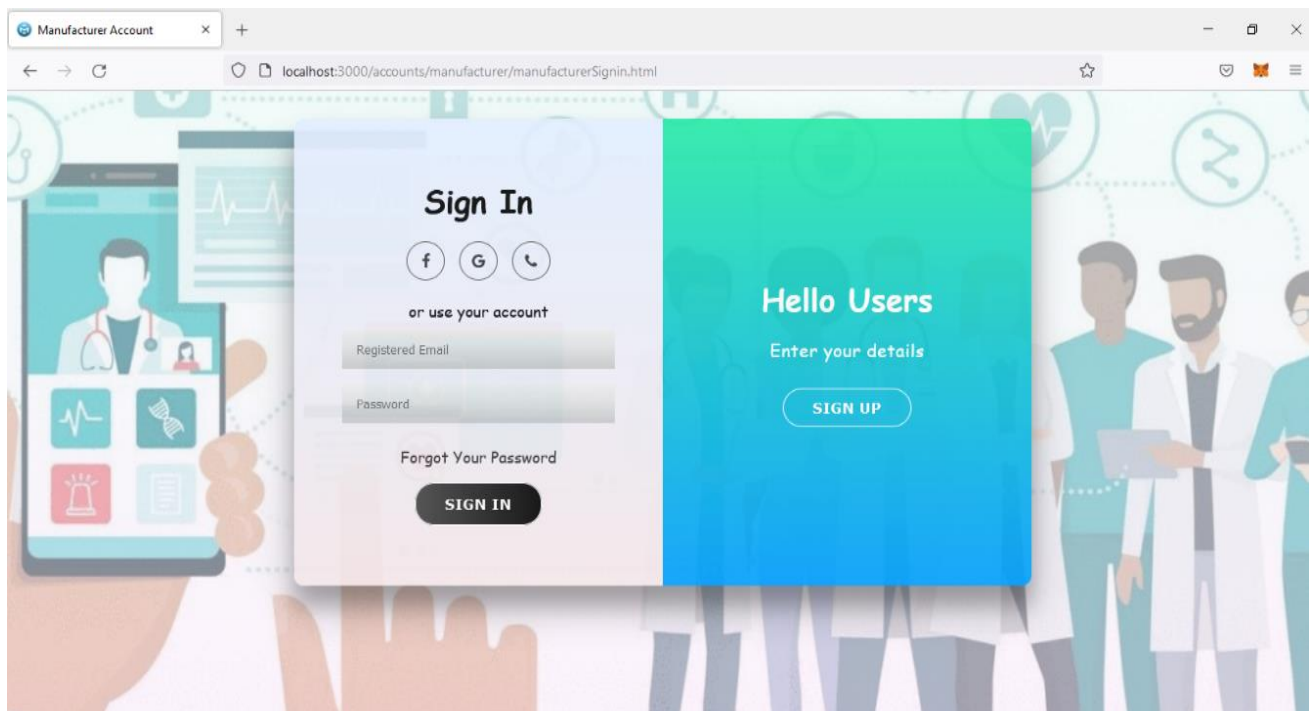 Manufacturer Account
localhost:3000/accounts/manufacturer/manufacturerSignin.html
Sign In
f G
or use your account
Registered Email
Password
Forgot Your Password
SIGN IN
Hello Users
Enter your details
SIGN UP